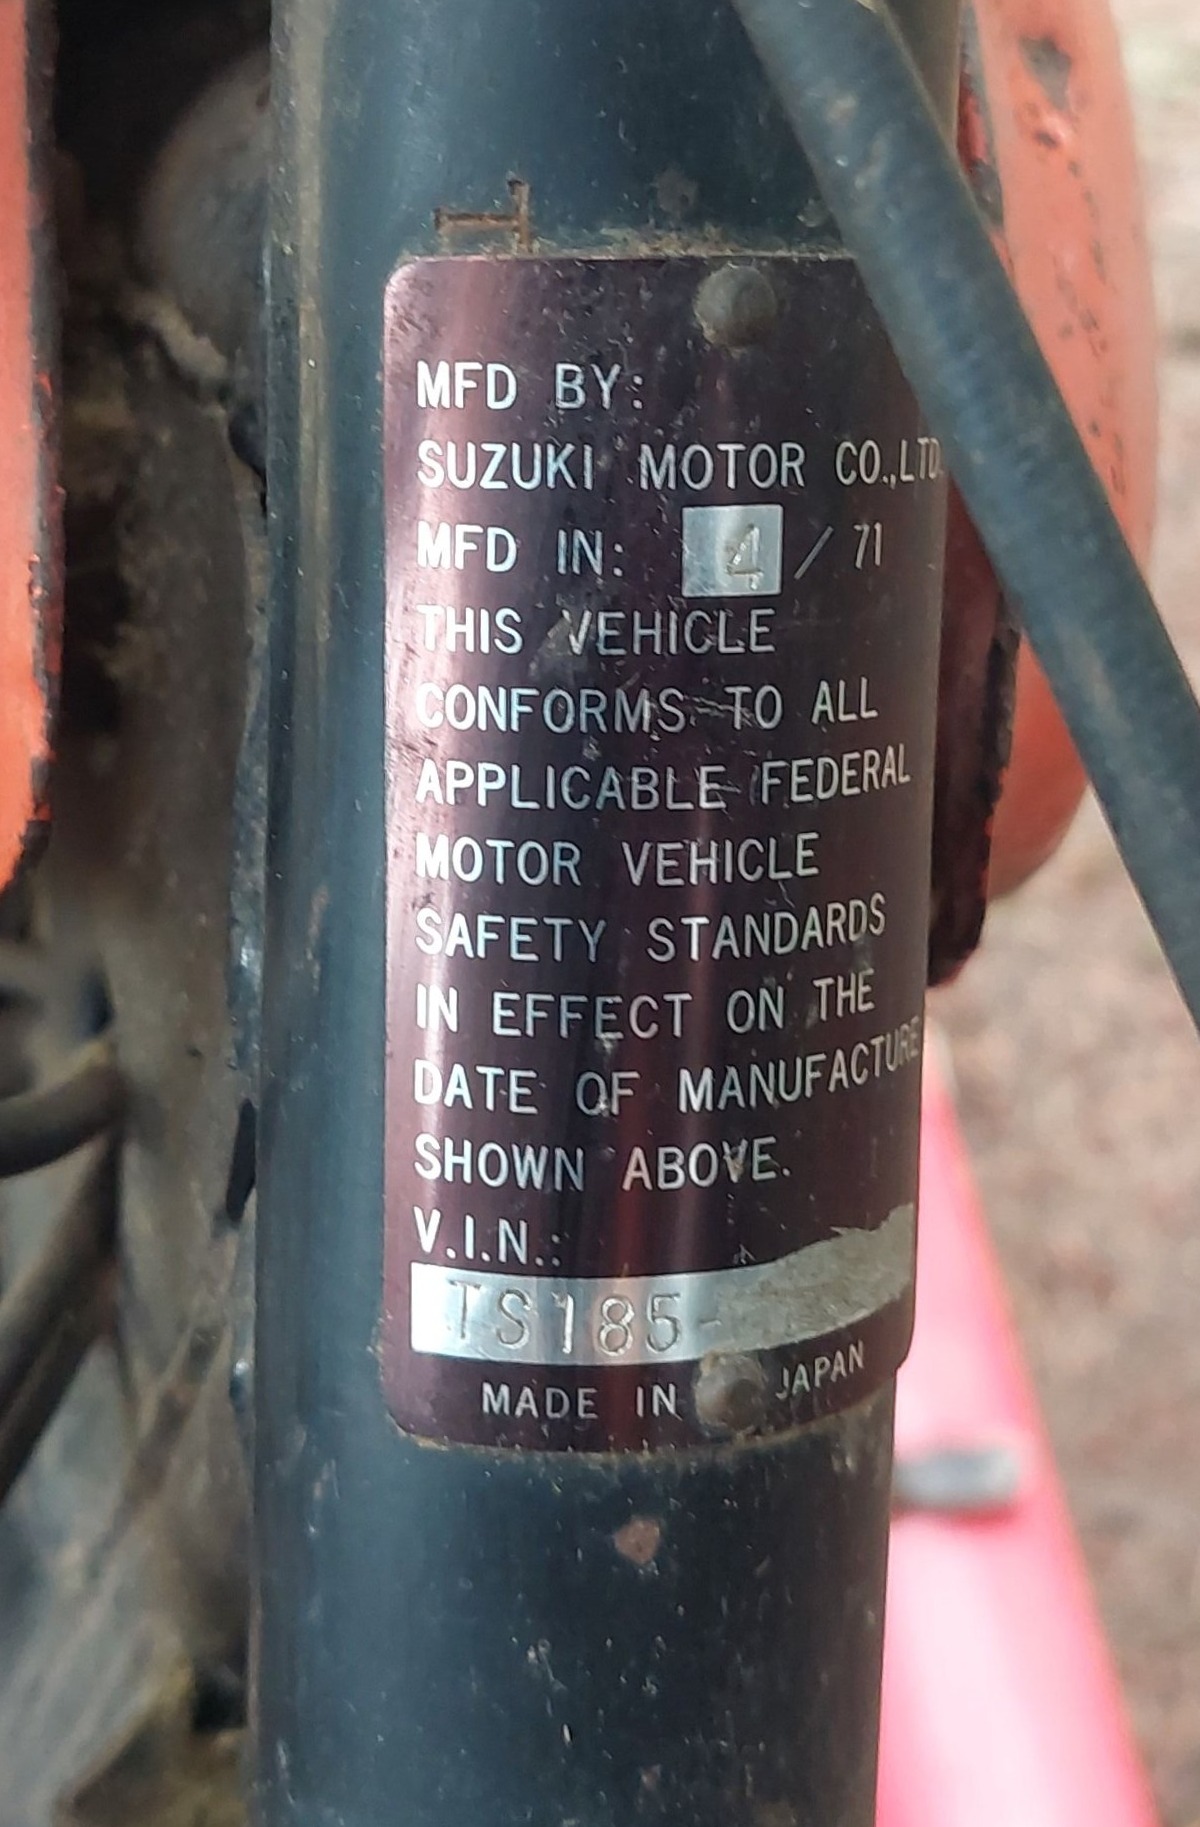 MFD BY:
SUZUKI MOTOR CO.,LTD.
MFD IN: 4 / 71
THIS VEHICLE
CONFORMS TO ALL
APPLICABLE FEDERAL
MOTOR VEHICLE
SAFETY STANDARDS
IN EFFECT ON THE
DATE OF MANUFACTURE
SHOWN ABOVE.
V.I.N.:
TS185-
MADE IN JAPAN